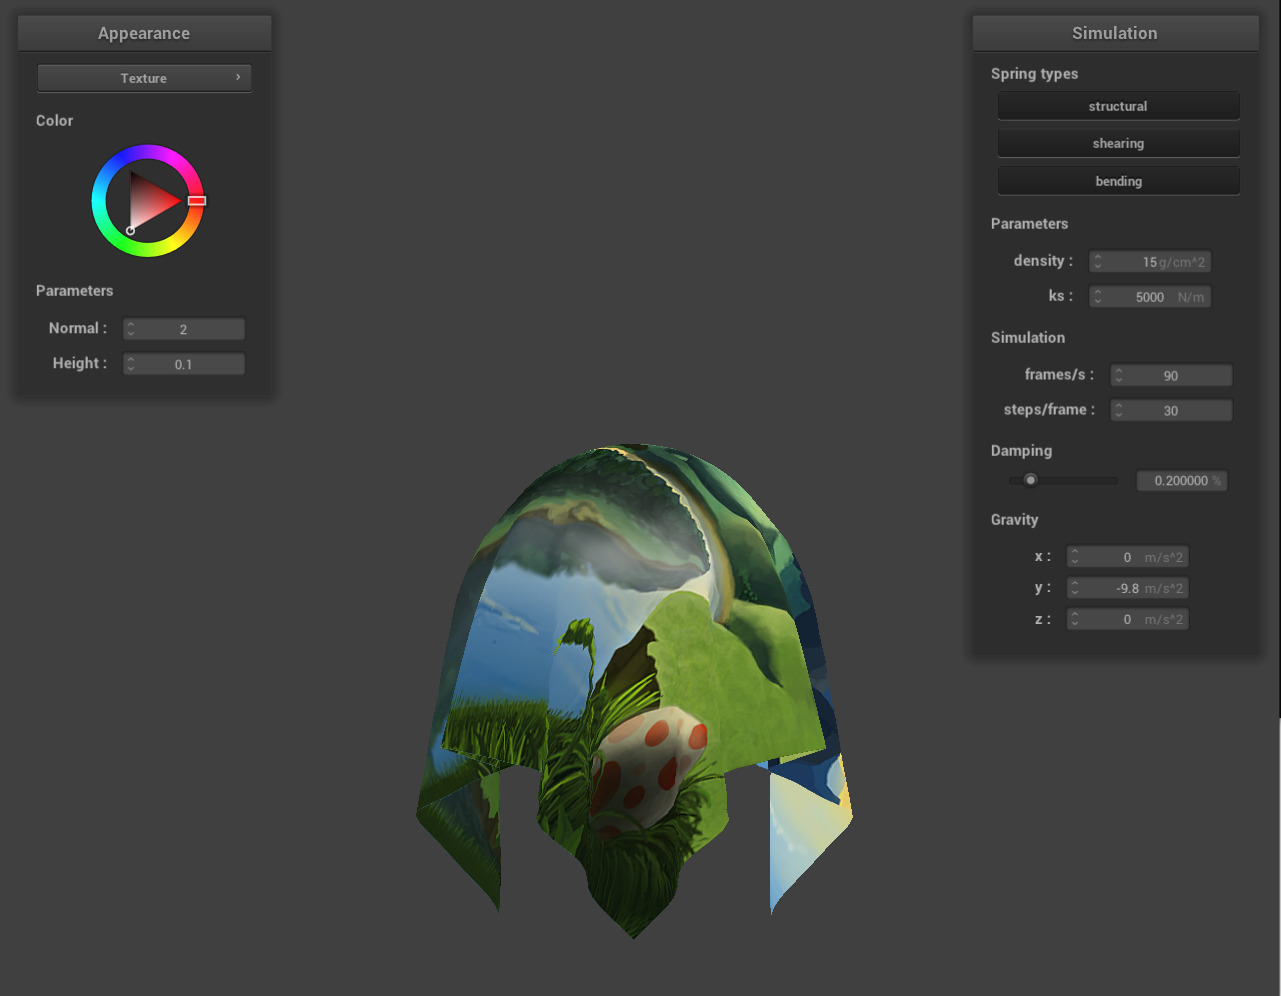 Appearance
Texture ›
Color
Parameters
Normal : 2
Height : 0.1
Simulation
Spring types
structural
shearing
bending
Parameters
density : 15 g/cm^2
ks : 5000 N/m
Simulation
frames/s : 90
steps/frame : 30
Damping
0.200000 %
Gravity
x : 0 m/s^2
y : -9.8 m/s^2
z : 0 m/s^2